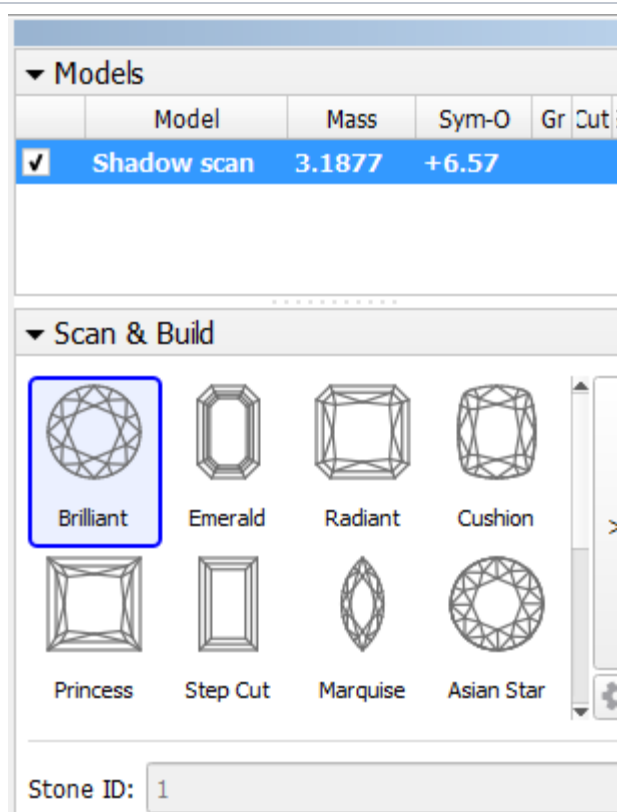 Models
Model Mass Sym-O Gr Cut
Shadow scan 3.1877 +6.57
Scan & Build
Brilliant Emerald Radiant Cushion
>
Princess Step Cut Marquise Asian Star
Stone ID: 1